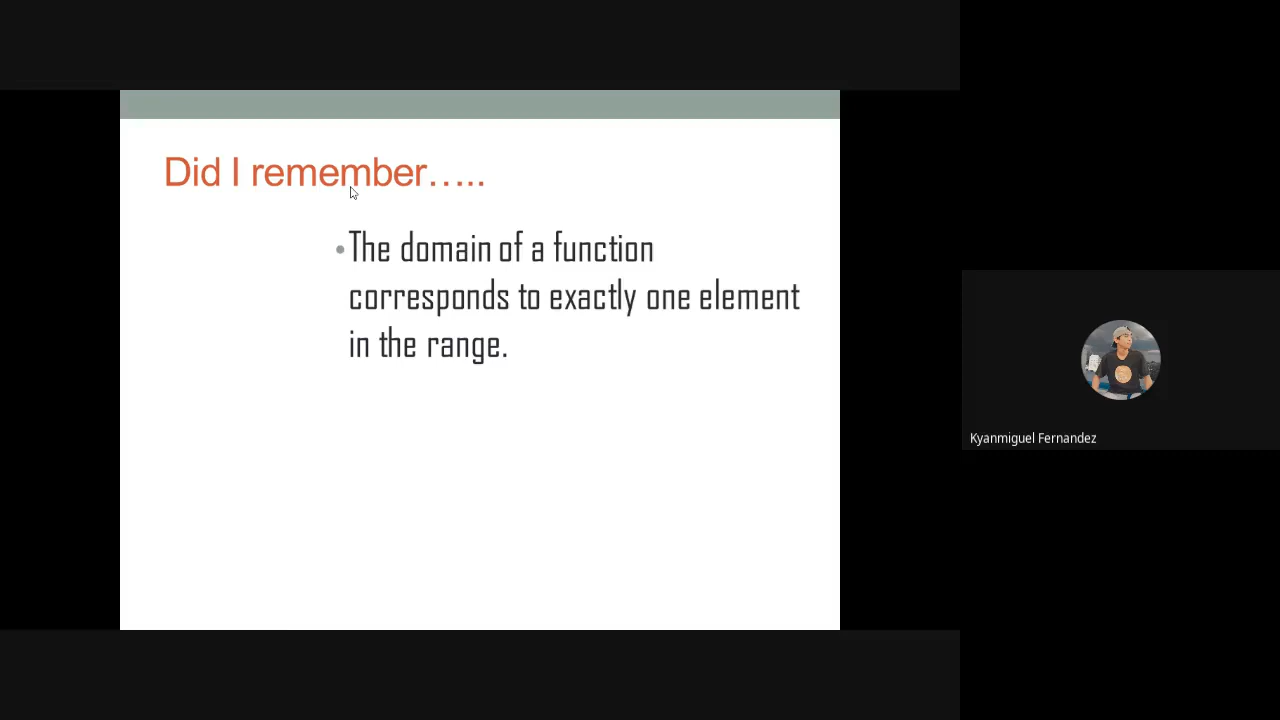 Did I remember…..
•The domain of a function
corresponds to exactly one element
in the range.
Kyanmiguel Fernandez